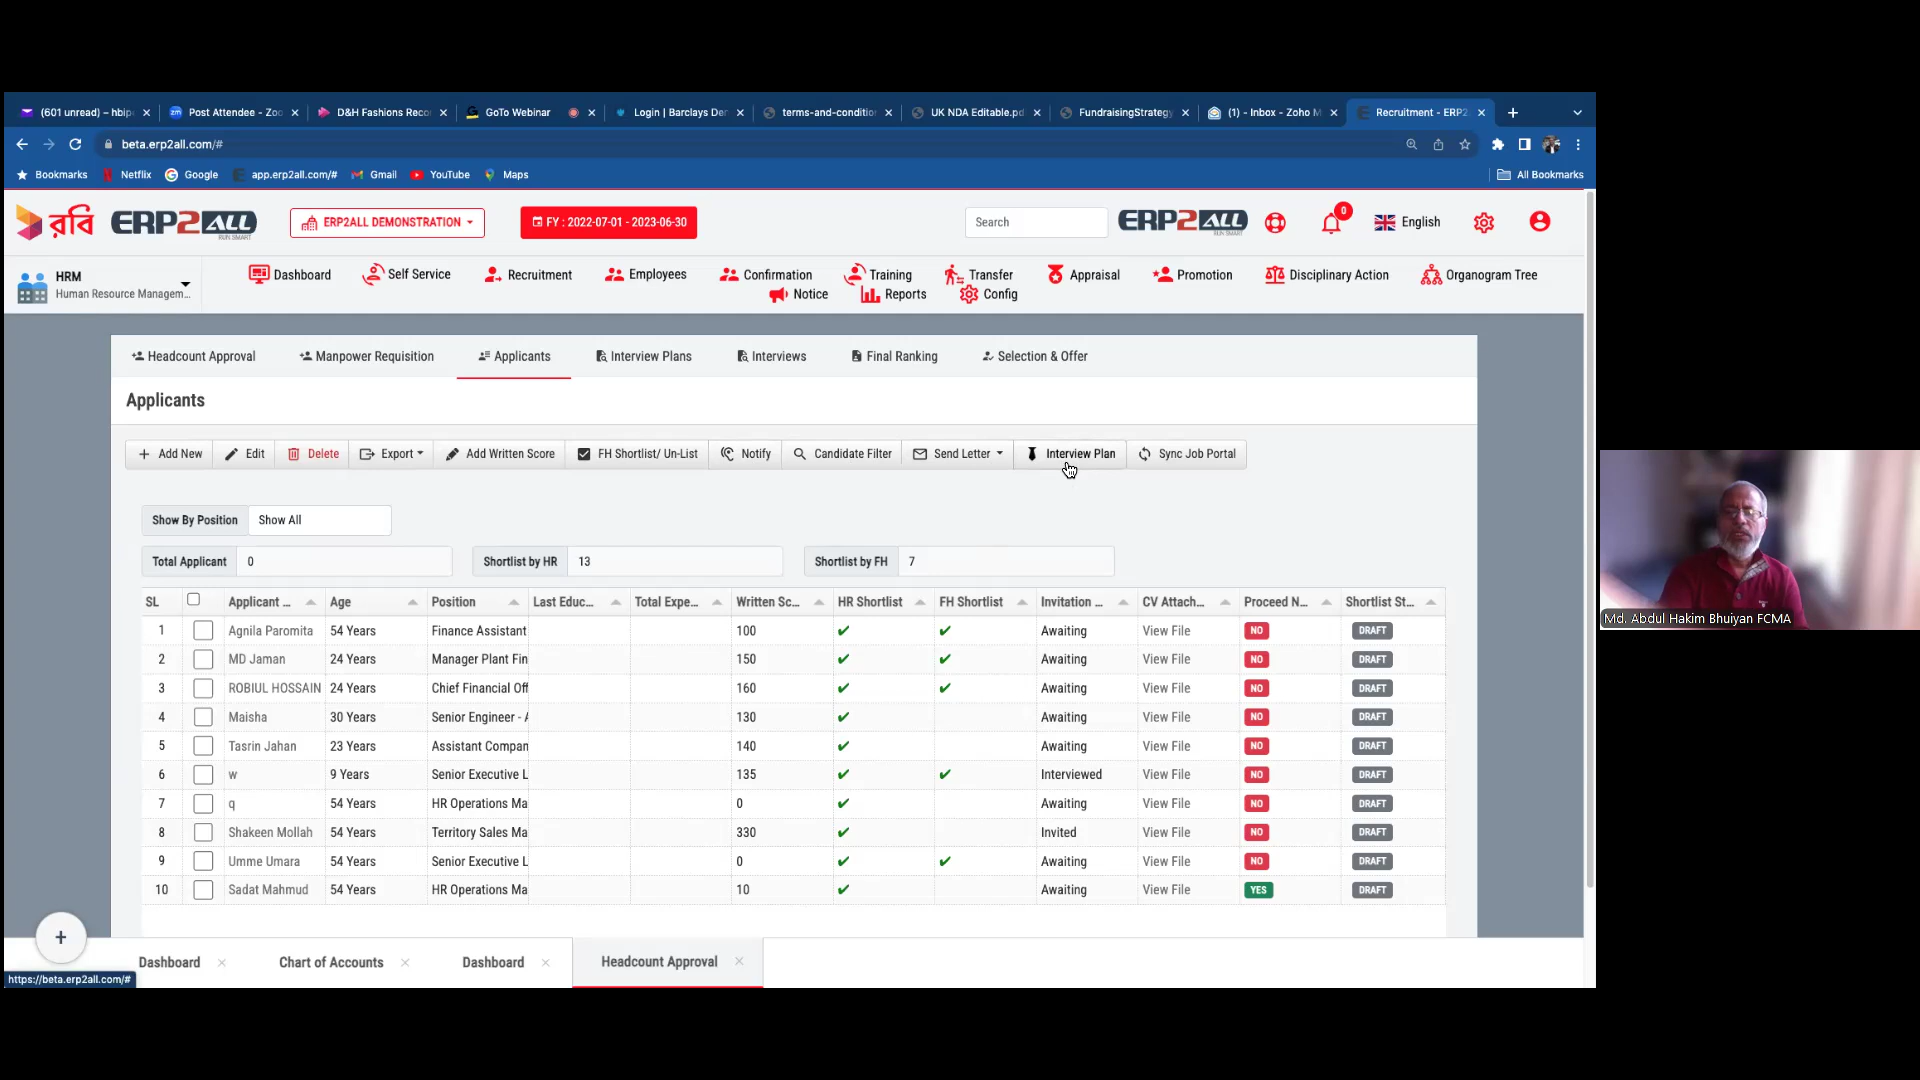 (601 unread) – hbip
Post Attendee - Zoo
D&H Fashions Reco
GoTo Webinar
Login | Barclays De
terms-and-conditio
UK NDA Editable.pd
FundraisingStrategy
(1) - Inbox - Zoho M
Recruitment - ERP2
beta.erp2all.com/#
Bookmarks
Netflix
Google
app.erp2all.com/#
Gmail
YouTube
Maps
All Bookmarks
রবি
ERP2ALL
RUN SMART
ERP2ALL DEMONSTRATION
FY : 2022-07-01 - 2023-06-30
Search
ERP2ALL
RUN SMART
0
English
HRM
Human Resource Managem...
Dashboard
Self Service
Recruitment
Employees
Confirmation
Training
Transfer
Appraisal
Promotion
Disciplinary Action
Organogram Tree
Notice
Reports
Config
Headcount Approval
Manpower Requisition
Applicants
Interview Plans
Interviews
Final Ranking
Selection & Offer
Applicants
Add New
Edit
Delete
Export
Add Written Score
FH Shortlist/ Un-List
Notify
Candidate Filter
Send Letter
Interview Plan
Sync Job Portal
Show By Position Show All
Total Applicant 0
Shortlist by HR 13
Shortlist by FH 7
SL Applicant ... Age Position Last Educ... Total Expe... Written Sc... HR Shortlist FH Shortlist Invitation ... CV Attach... Proceed N... Shortlist St...
1 Agnila Paromita 54 Years Finance Assistant 100 ✔ ✔ Awaiting View File NO DRAFT
2 MD Jaman 24 Years Manager Plant Fin 150 ✔ ✔ Awaiting View File NO DRAFT
3 ROBIUL HOSSAIN 24 Years Chief Financial Off 160 ✔ ✔ Awaiting View File NO DRAFT
4 Maisha 30 Years Senior Engineer - A 130 ✔ Awaiting View File NO DRAFT
5 Tasrin Jahan 23 Years Assistant Compan 140 ✔ Awaiting View File NO DRAFT
6 w 9 Years Senior Executive L 135 ✔ ✔ Interviewed View File NO DRAFT
7 q 54 Years HR Operations Ma 0 ✔ Awaiting View File NO DRAFT
8 Shakeen Mollah 54 Years Territory Sales Ma 330 ✔ Invited View File NO DRAFT
9 Umme Umara 54 Years Senior Executive L 0 ✔ ✔ Awaiting View File NO DRAFT
10 Sadat Mahmud 54 Years HR Operations Ma 10 ✔ Awaiting View File YES DRAFT
Dashboard
Chart of Accounts
Dashboard
Headcount Approval
https://beta.erp2all.com/#
Md. Abdul Hakim Bhuiyan FCMA